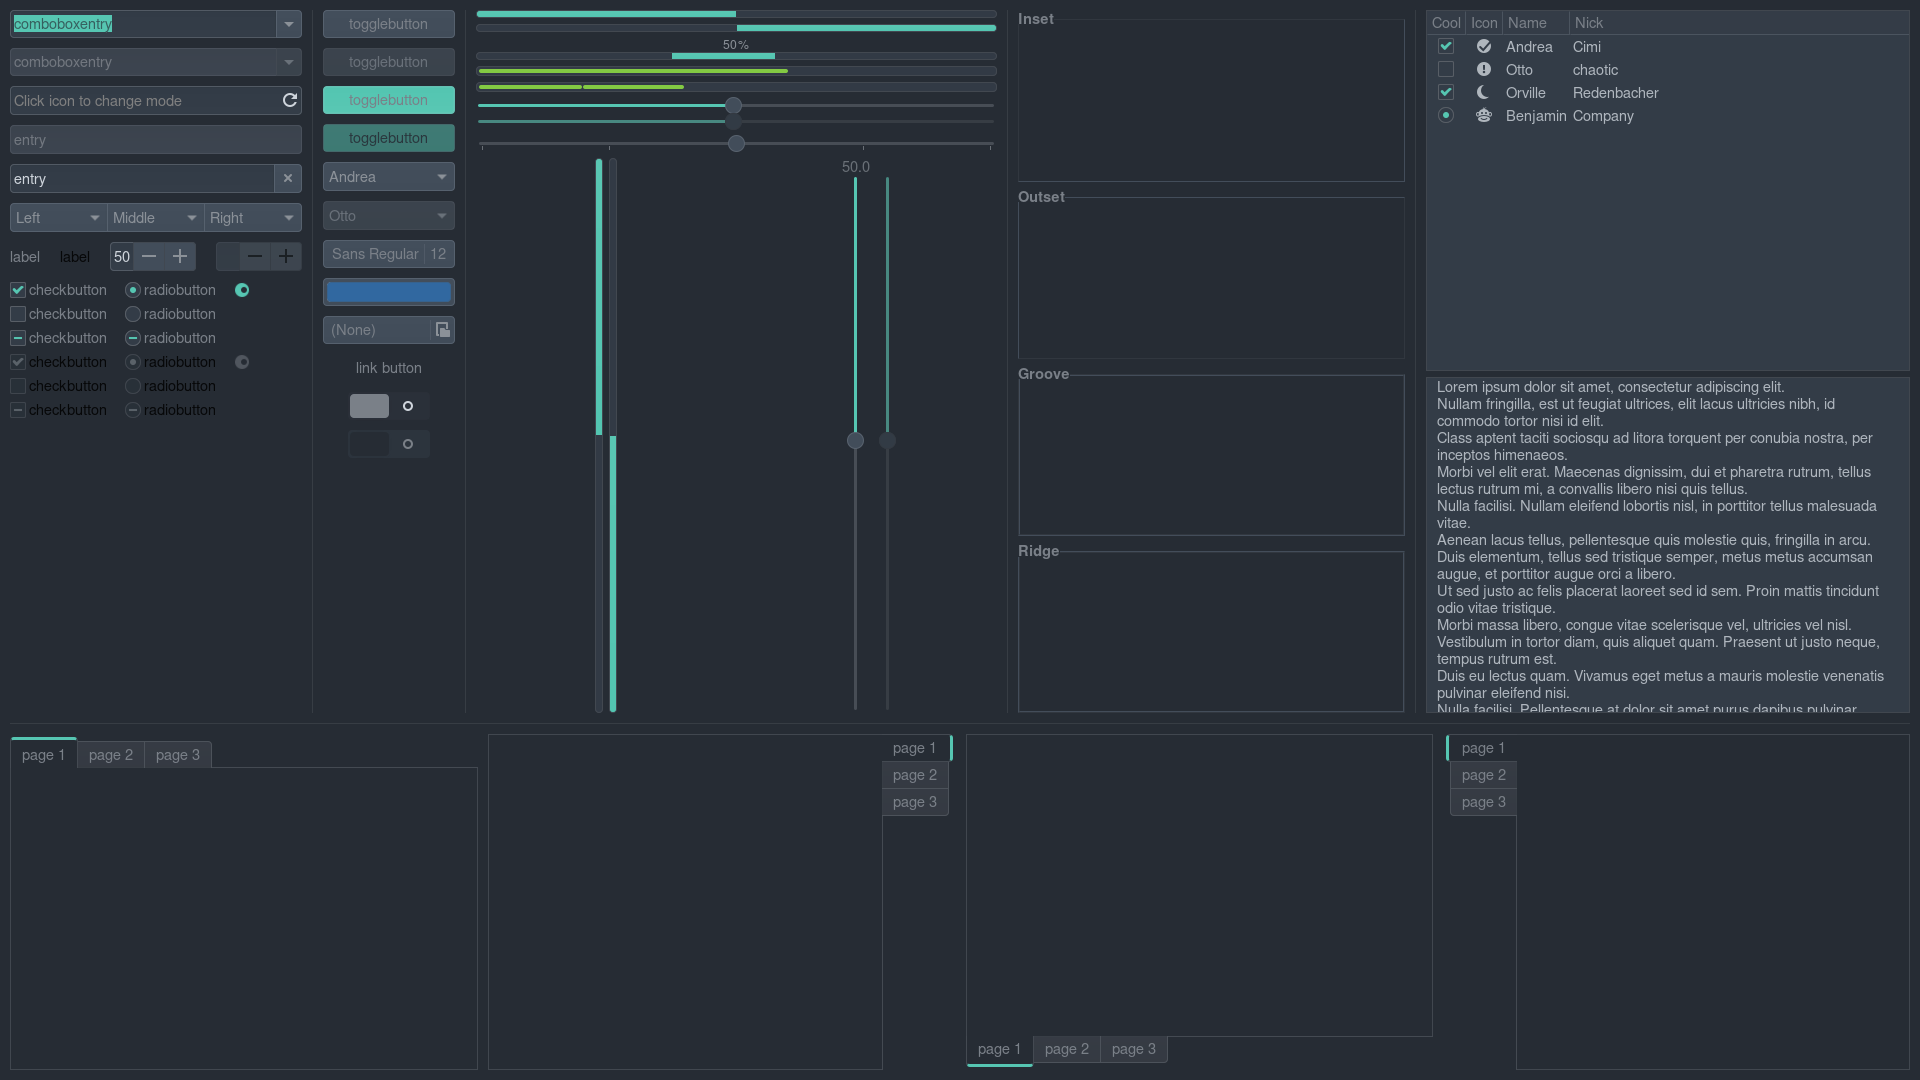 comboboxentry
comboboxentry
Click icon to change mode
entry
entry
Left Middle Right
label label 50
checkbutton radiobutton
checkbutton radiobutton
checkbutton radiobutton
checkbutton radiobutton
checkbutton radiobutton
checkbutton radiobutton
togglebutton
togglebutton
togglebutton
togglebutton
Andrea
Otto
Sans Regular 12
(None)
link button
50%
50.0
Inset
Outset
Groove
Ridge
Cool Icon Name Nick
Andrea Cimi
Otto chaotic
Orville Redenbacher
Benjamin Company
Lorem ipsum dolor sit amet, consectetur adipiscing elit.
Nullam fringilla, est ut feugiat ultrices, elit lacus ultricies nibh, id
commodo tortor nisi id elit.
Class aptent taciti sociosqu ad litora torquent per conubia nostra, per
inceptos himenaeos.
Morbi vel elit erat. Maecenas dignissim, dui et pharetra rutrum, tellus
lectus rutrum mi, a convallis libero nisi quis tellus.
Nulla facilisi. Nullam eleifend lobortis nisl, in porttitor tellus malesuada
vitae.
Aenean lacus tellus, pellentesque quis molestie quis, fringilla in arcu.
Duis elementum, tellus sed tristique semper, metus metus accumsan
augue, et porttitor augue orci a libero.
Ut sed justo ac felis placerat laoreet sed id sem. Proin mattis tincidunt
odio vitae tristique.
Morbi massa libero, congue vitae scelerisque vel, ultricies vel nisl.
Vestibulum in tortor diam, quis aliquet quam. Praesent ut justo neque,
tempus rutrum est.
Duis eu lectus quam. Vivamus eget metus a mauris molestie venenatis
pulvinar eleifend nisi.
Nulla facilisi. Pellentesque at dolor sit amet purus dapibus pulvinar
page 1 page 2 page 3
page 1
page 2
page 3
page 1 page 2 page 3
page 1
page 2
page 3